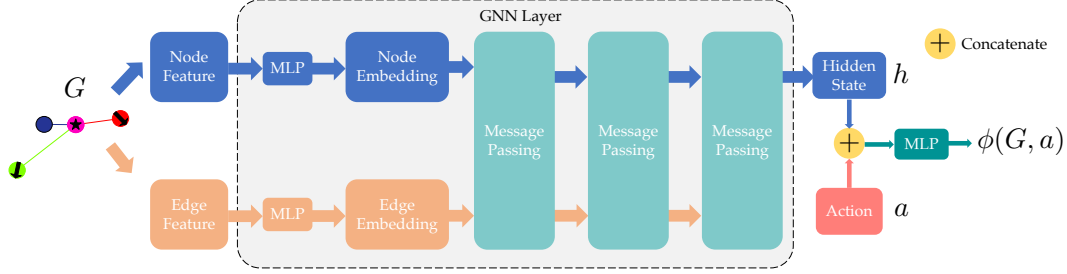 GNN Layer
G
Node
Feature
MLP
Node
Embedding
Message
Passing
Message
Passing
Message
Passing
Hidden
State
h
+
Concatenate
+
MLP
ϕ(G, a)
Edge
Feature
MLP
Edge
Embedding
Action
a